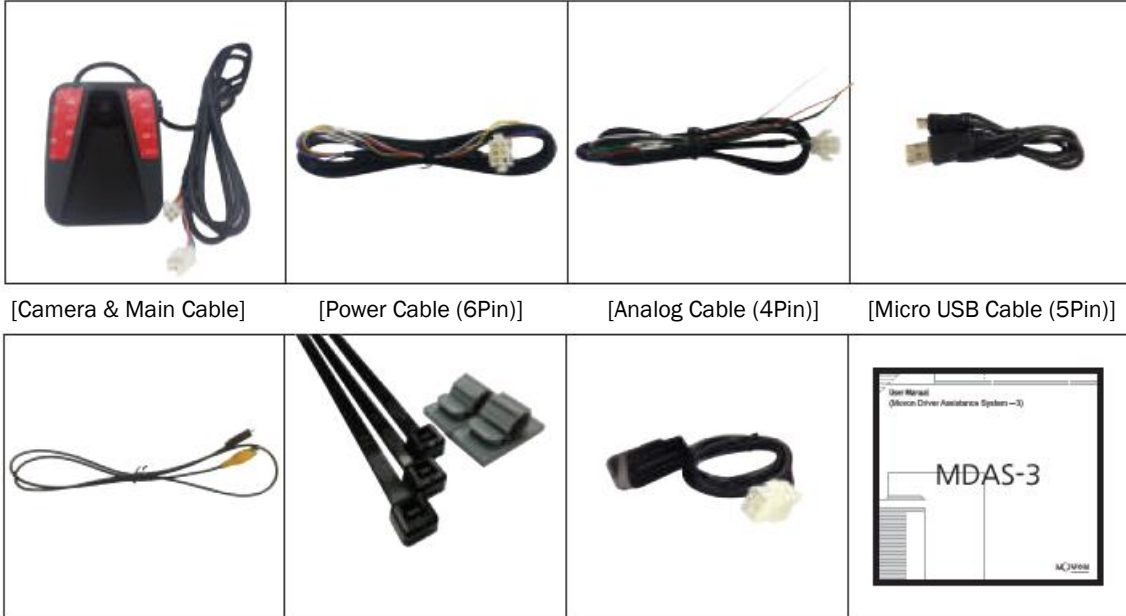 [Camera & Main Cable] [Power Cable (6Pin)] [Analog Cable (4Pin)] [Micro USB Cable (5Pin)]
User Manual
(Movon Driver Assistance System —3)
MDAS-3
MOVON